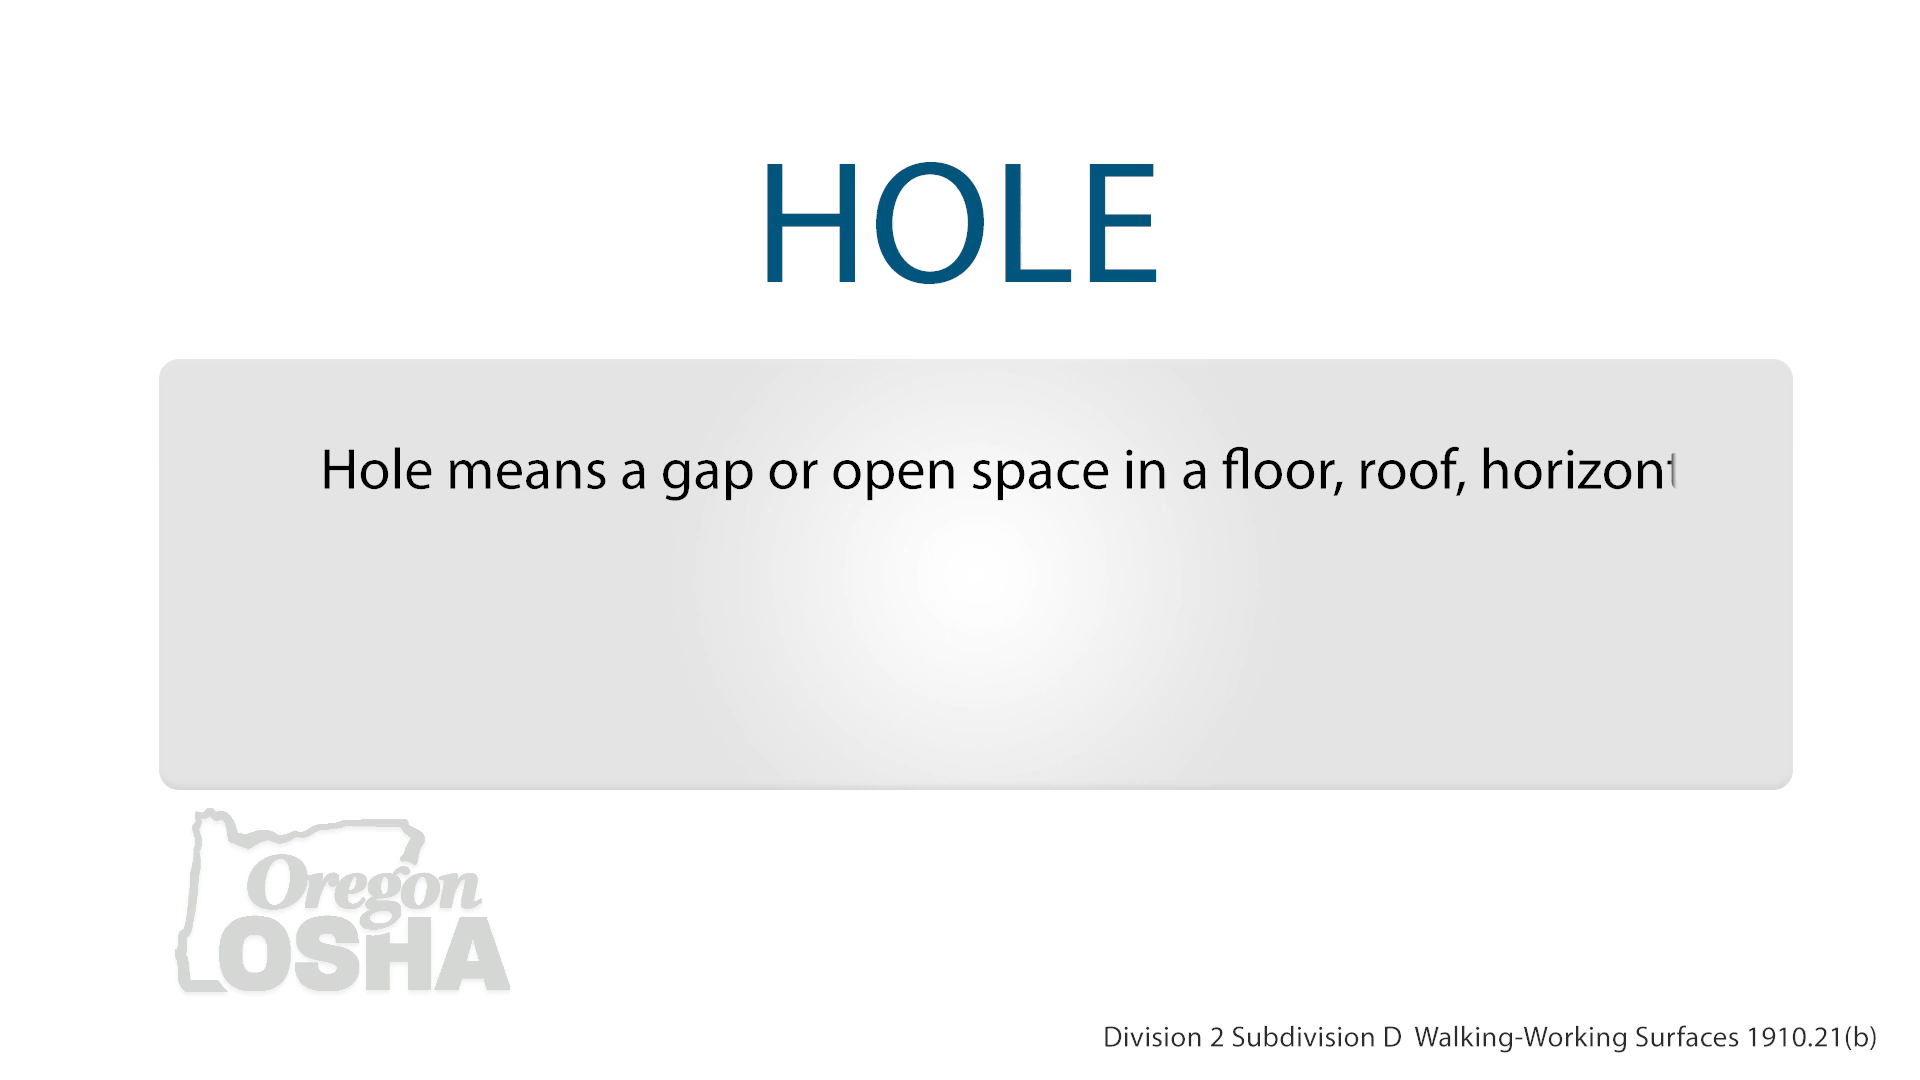 HOLE
Hole means a gap or open space in a floor, roof, horizont
Oregon
OSHA
Division 2 Subdivision D Walking-Working Surfaces 1910.21(b)